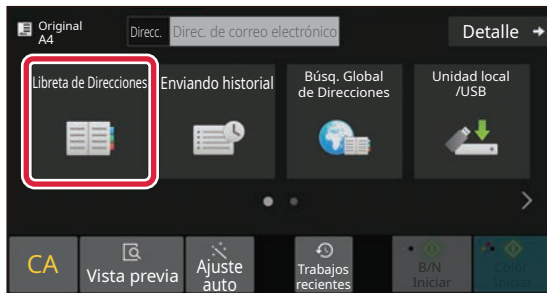 Original
A4
Direcc.
Direc. de correo electrónico
Detalle
Libreta de Direcciones
Enviando historial
Búsq. Global
de Direcciones
Unidad local
/USB
CA
Vista previa
Ajuste
auto
Trabajos
recientes
B/N
Iniciar
Color
Iniciar